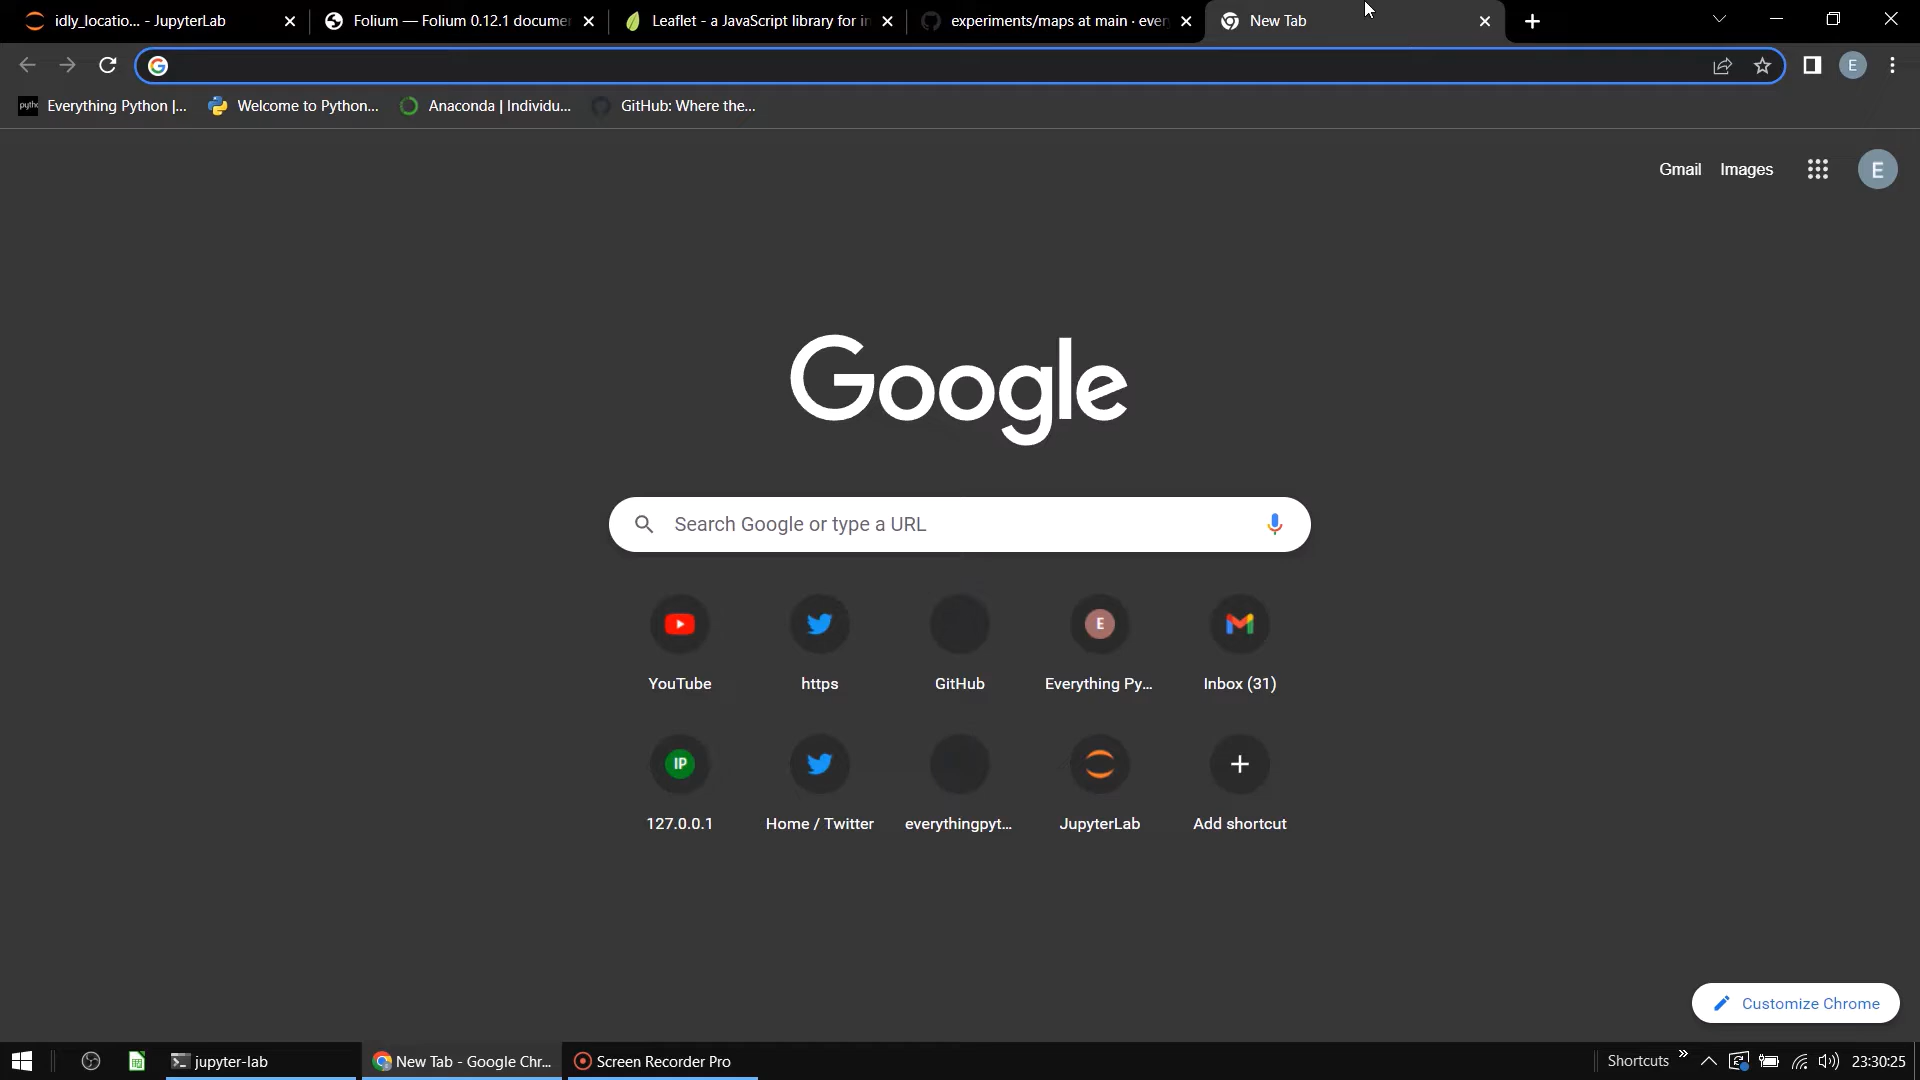 idly_locatio... - JupyterLab
Folium — Folium 0.12.1 docume
Leaflet - a JavaScript library for in
experiments/maps at main · ever
New Tab
E
Everything Python |...
Welcome to Python...
Anaconda | Individu...
GitHub: Where the...
Gmail
Images
E
Google
Search Google or type a URL
E
YouTube
https
GitHub
Everything Py...
Inbox (31)
IP
127.0.0.1
Home / Twitter
everythingpyt...
JupyterLab
Add shortcut
Customize Chrome
jupyter-lab
New Tab - Google Chr...
Screen Recorder Pro
Shortcuts
23:30:25